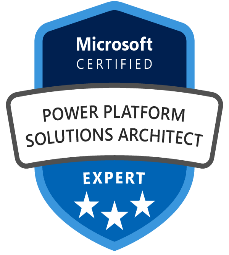 Microsoft
CERTIFIED
POWER PLATFORM
SOLUTIONS ARCHITECT
EXPERT